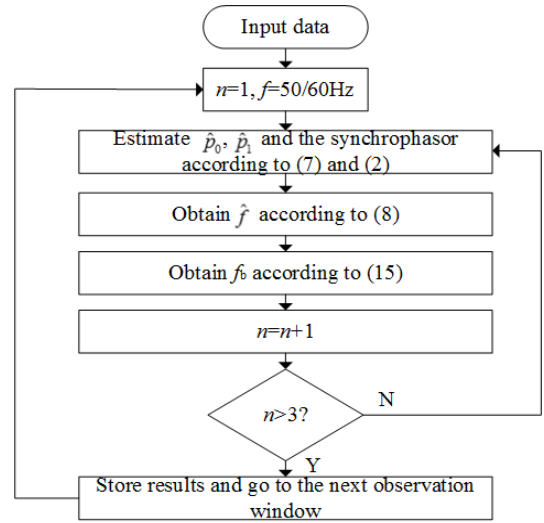 Input data
n=1, f=50/60Hz
Estimate p̂₀, p̂₁ and the synchrophasor
according to (7) and (2)
Obtain f̂ according to (8)
Obtain fb according to (15)
n=n+1
n>3?
N
Y
Store results and go to the next observation
window